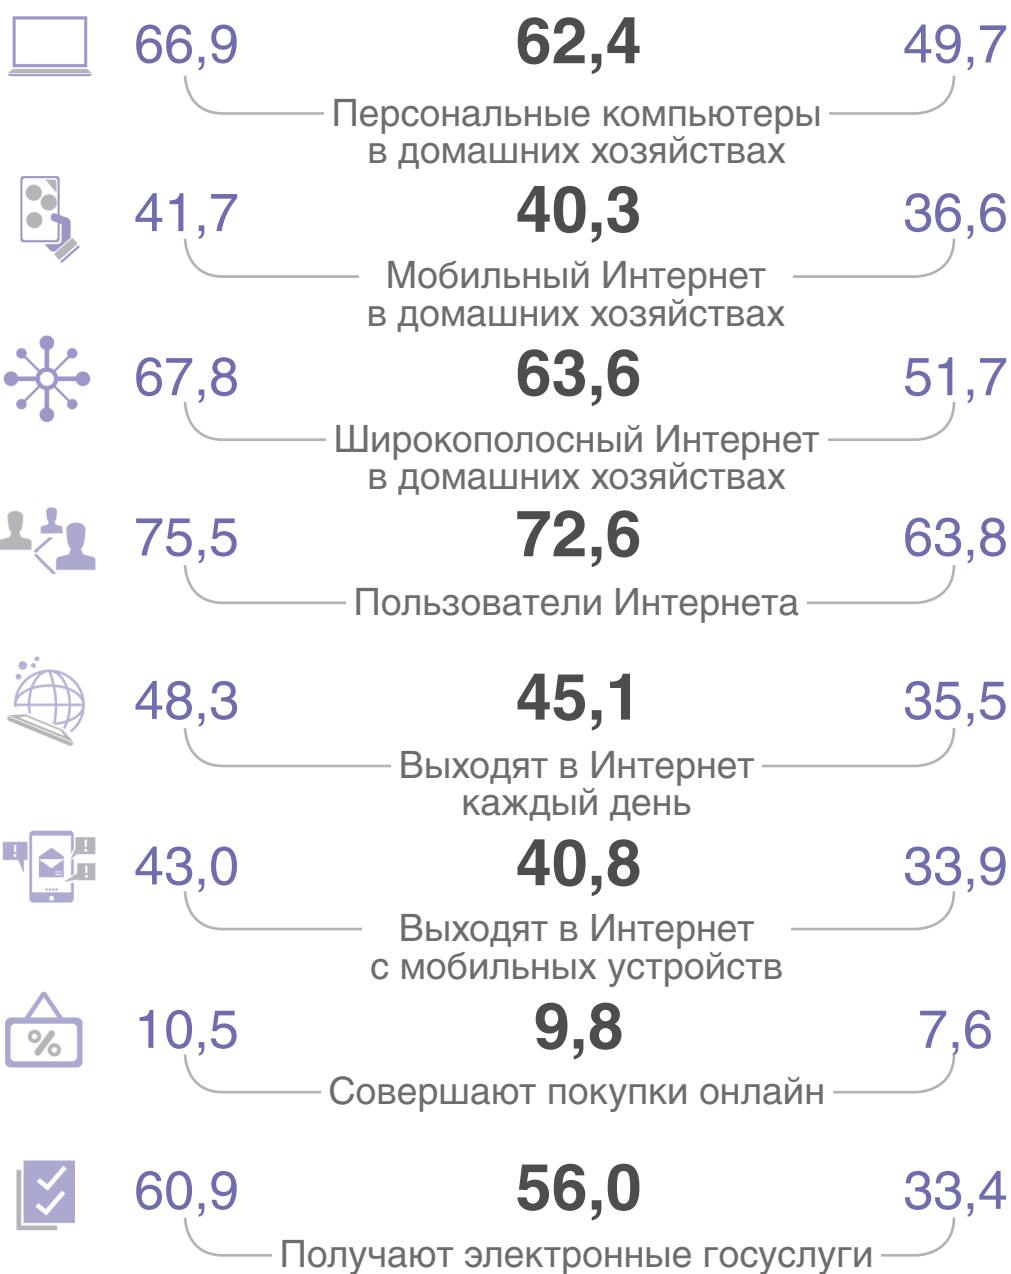 66,9 62,4 49,7
Персональные компьютеры
в домашних хозяйствах
41,7 40,3 36,6
Мобильный Интернет
в домашних хозяйствах
67,8 63,6 51,7
Широкополосный Интернет
в домашних хозяйствах
75,5 72,6 63,8
Пользователи Интернета
48,3 45,1 35,5
Выходят в Интернет
каждый день
43,0 40,8 33,9
Выходят в Интернет
с мобильных устройств
% 10,5 9,8 7,6
Совершают покупки онлайн
60,9 56,0 33,4
Получают электронные госуслуги